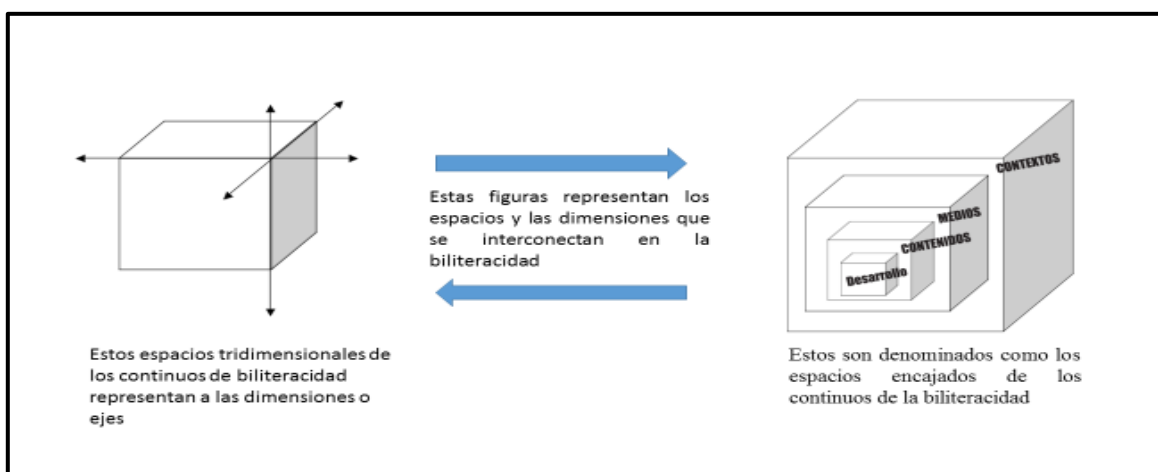 Estas figuras representan los
espacios y las dimensiones que
se interconectan en la
biliteracidad
Estos espacios tridimensionales de
los continuos de biliteracidad
representan a las dimensiones o
ejes
CONTEXTOS
MEDIOS
CONTENIDOS
Desarrollo
Estos son denominados como los
espacios encajados de los
continuos de la biliteracidad